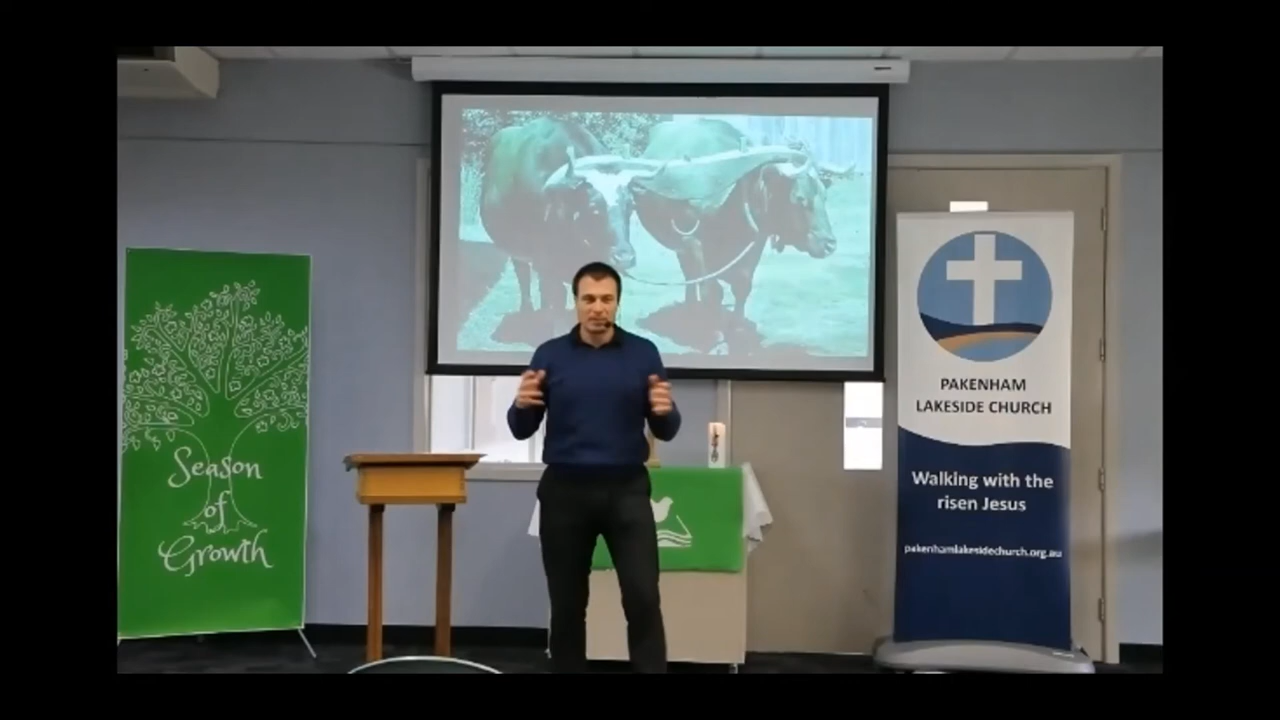 Season
of
Growth
PAKENHAM
LAKESIDE CHURCH
Walking with the
risen Jesus
pakenhamlakesidechurch.org.au